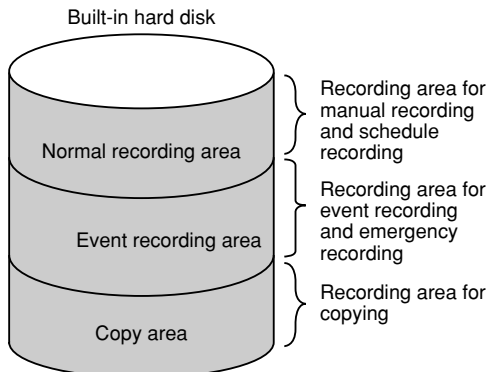 Built-in hard disk
Normal recording area
Recording area for
manual recording
and schedule
recording
Event recording area
Recording area for
event recording
and emergency
recording
Copy area
Recording area for
copying